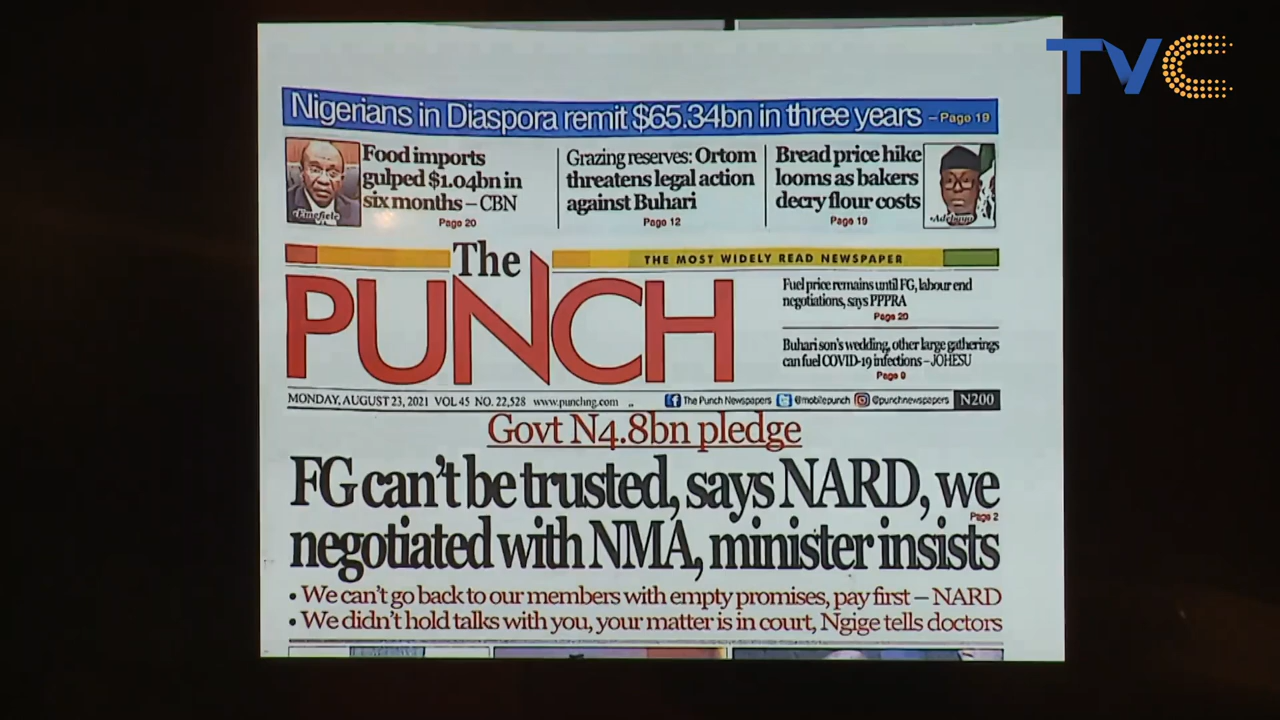 TVC
Nigerians in Diaspora remit $65.34bn in three years – Page 19
Food imports
gulped $1.04bn in
six months – CBN
Page 20
Emefiele
Grazing reserves: Ortom
threatens legal action
against Buhari
Page 12
Bread price hike
looms as bakers
decry flour costs
Page 19
The
PUNCH
THE MOST WIDELY READ NEWSPAPER
Fuel price remains until FG, labour end
negotiations, says PPPRA
Page 20
Buhari son's wedding, other large gatherings
can fuel COVID-19 infections – JOHESU
MONDAY, AUGUST 23, 2021 VOL 45 NO. 22,528 www.punchng.com
The Punch Newspapers @mobilepunch @punchnewspapers N200
Govt N4.8bn pledge
FG can't be trusted, says NARD, we
Page 2
negotiated with NMA, minister insists
• We can't go back to our members with empty promises, pay first – NARD
• We didn't hold talks with you, your matter is in court, Ngige tells doctors